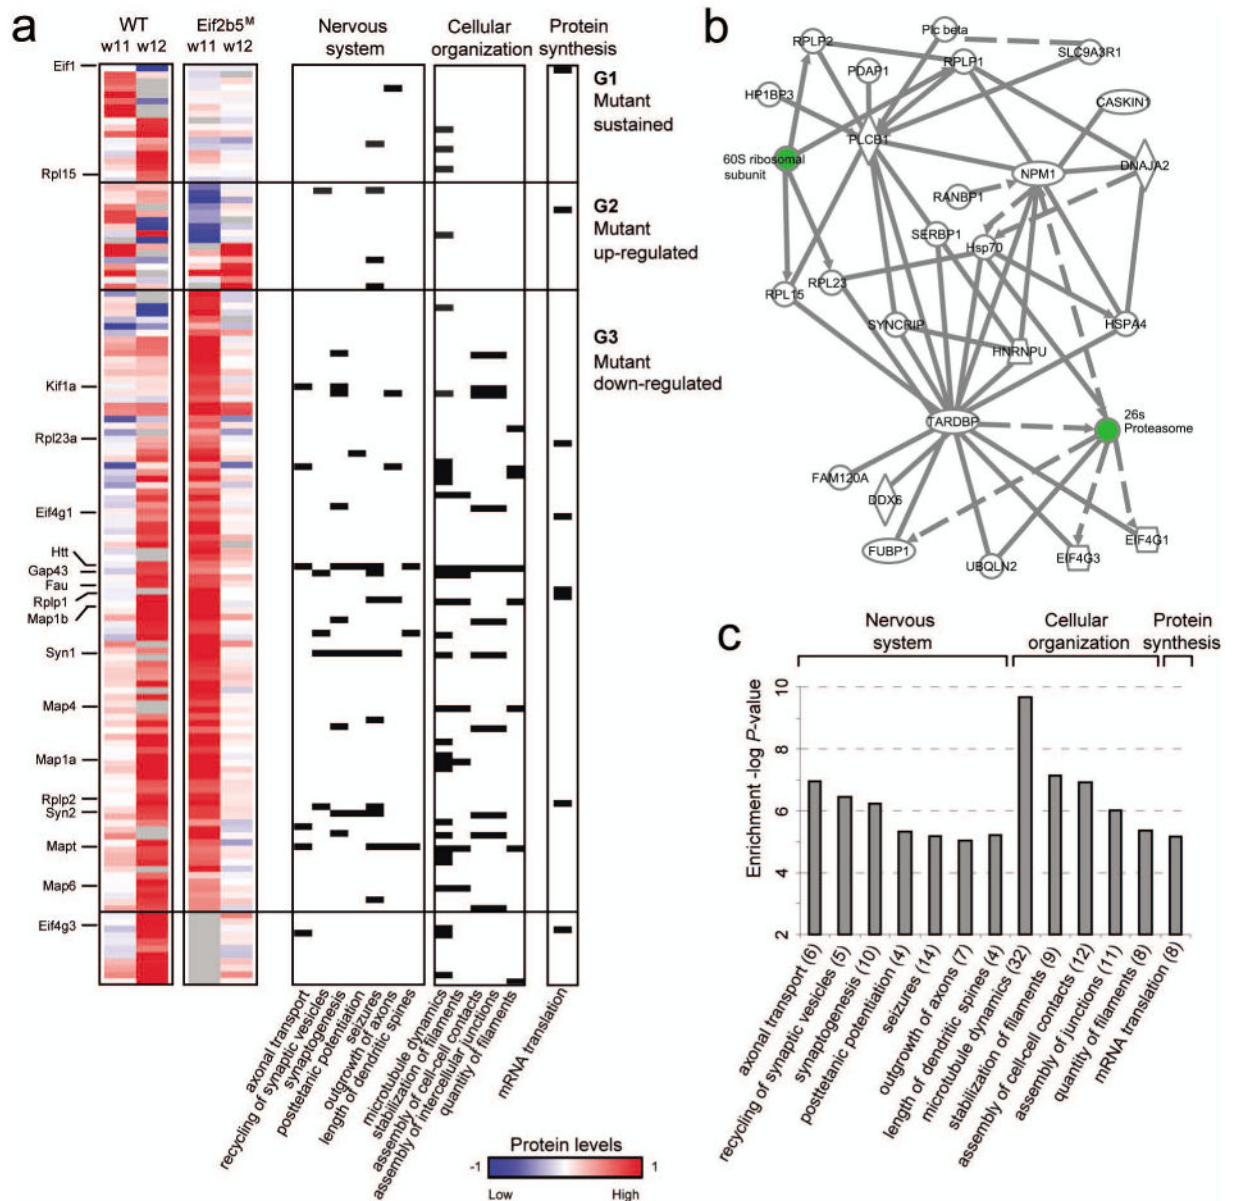 a
WT
Eif2b5ᴹ
w11 w12
w11 w12
Nervous
system
Cellular
organization
Protein
synthesis
Eif1
Rpl15
Kif1a
Rpl23a
Eif4g1
Htt
Gap43
Fau
Rplp1
Map1b
Syn1
Map4
Map1a
Rplp2
Syn2
Mapt
Map6
Eif4g3
G1
Mutant
sustained
G2
Mutant
up-regulated
G3
Mutant
down-regulated
axonal transport
recycling of synaptic vesicles
synaptogenesis
posttetanic potentiation
seizures
outgrowth of axons
length of dendritic spines
microtubule dynamics
stabilization of filaments
assembly of cell-cell contacts
assembly of intercellular junctions
quantity of filaments
mRNA translation
Protein levels
-1
1
Low
High
b
RPLP2
Plc beta
SLC9A3R1
PDAP1
RPLP1
HP1BP3
CASKIN1
PLCB1
60S ribosomal
subunit
NPM1
DNAJA2
RANBP1
SERBP1
Hsp70
RPL23
RPL15
SYNCRIP
HSPA4
HNRNPU
TARDBP
26s
Proteasome
FAM120A
DDX6
FUBP1
UBQLN2
EIF4G3
EIF4G1
c
Nervous
system
Cellular
organization
Protein
synthesis
Enrichment -log P-value
10
8
6
4
2
axonal transport (6)
recycling of synaptic vesicles (5)
synaptogenesis (10)
posttetanic potentiation (4)
seizures (14)
outgrowth of axons (7)
length of dendritic spines (4)
microtubule dynamics (32)
stabilization of filaments (9)
assembly of cell-cell contacts (12)
assembly of junctions (11)
quantity of filaments (8)
mRNA translation (8)